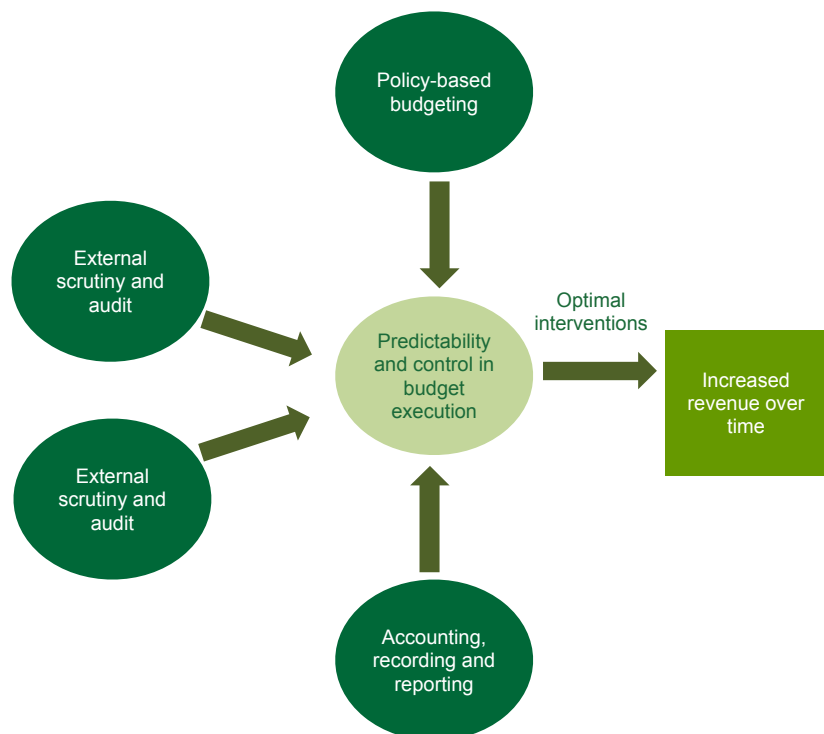 Policy-based
budgeting
External
scrutiny and
audit
Optimal
interventions
Predictability
and control in
budget
execution
Increased
revenue over
time
External
scrutiny and
audit
Accounting,
recording and
reporting